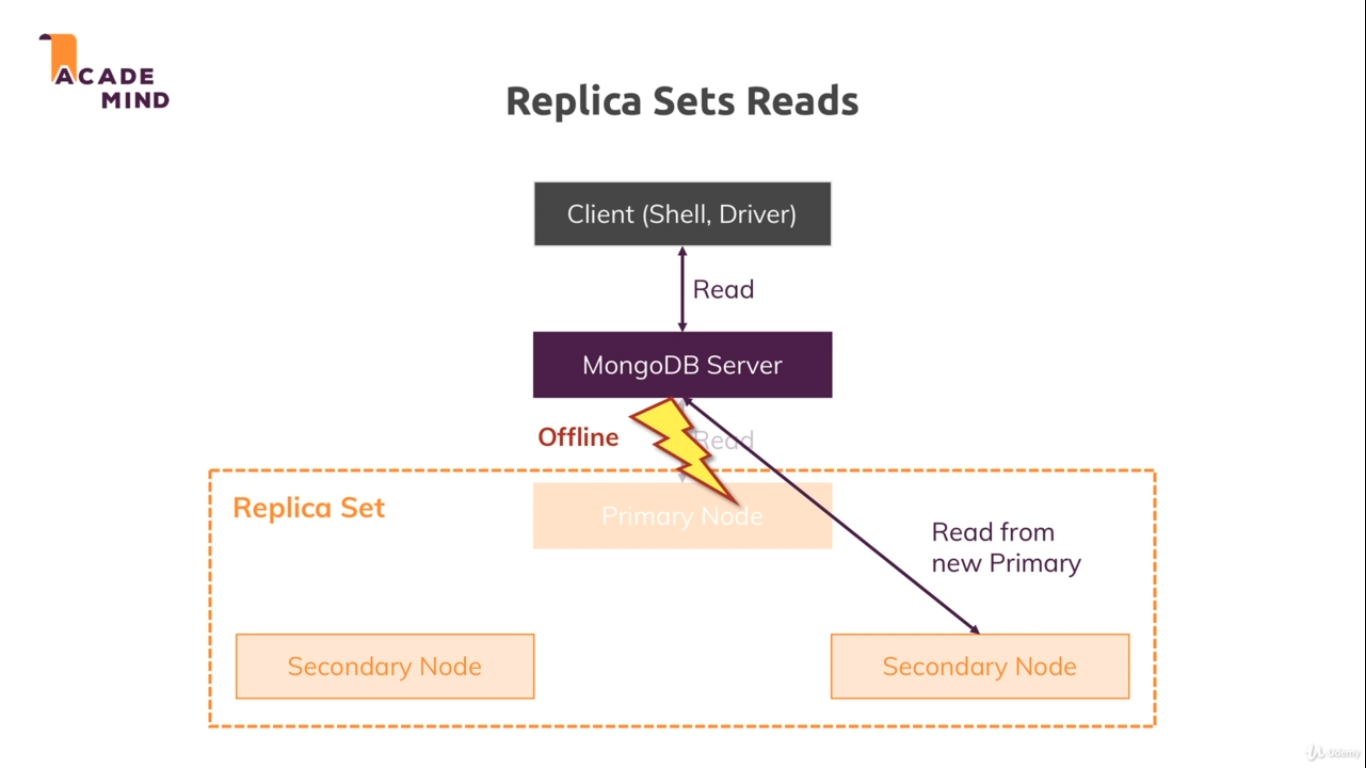 ACADE
MIND
Replica Sets Reads
Client (Shell, Driver)
Read
MongoDB Server
Offline
Read
Replica Set
Primary Node
Read from
new Primary
Secondary Node
Secondary Node
Udemy